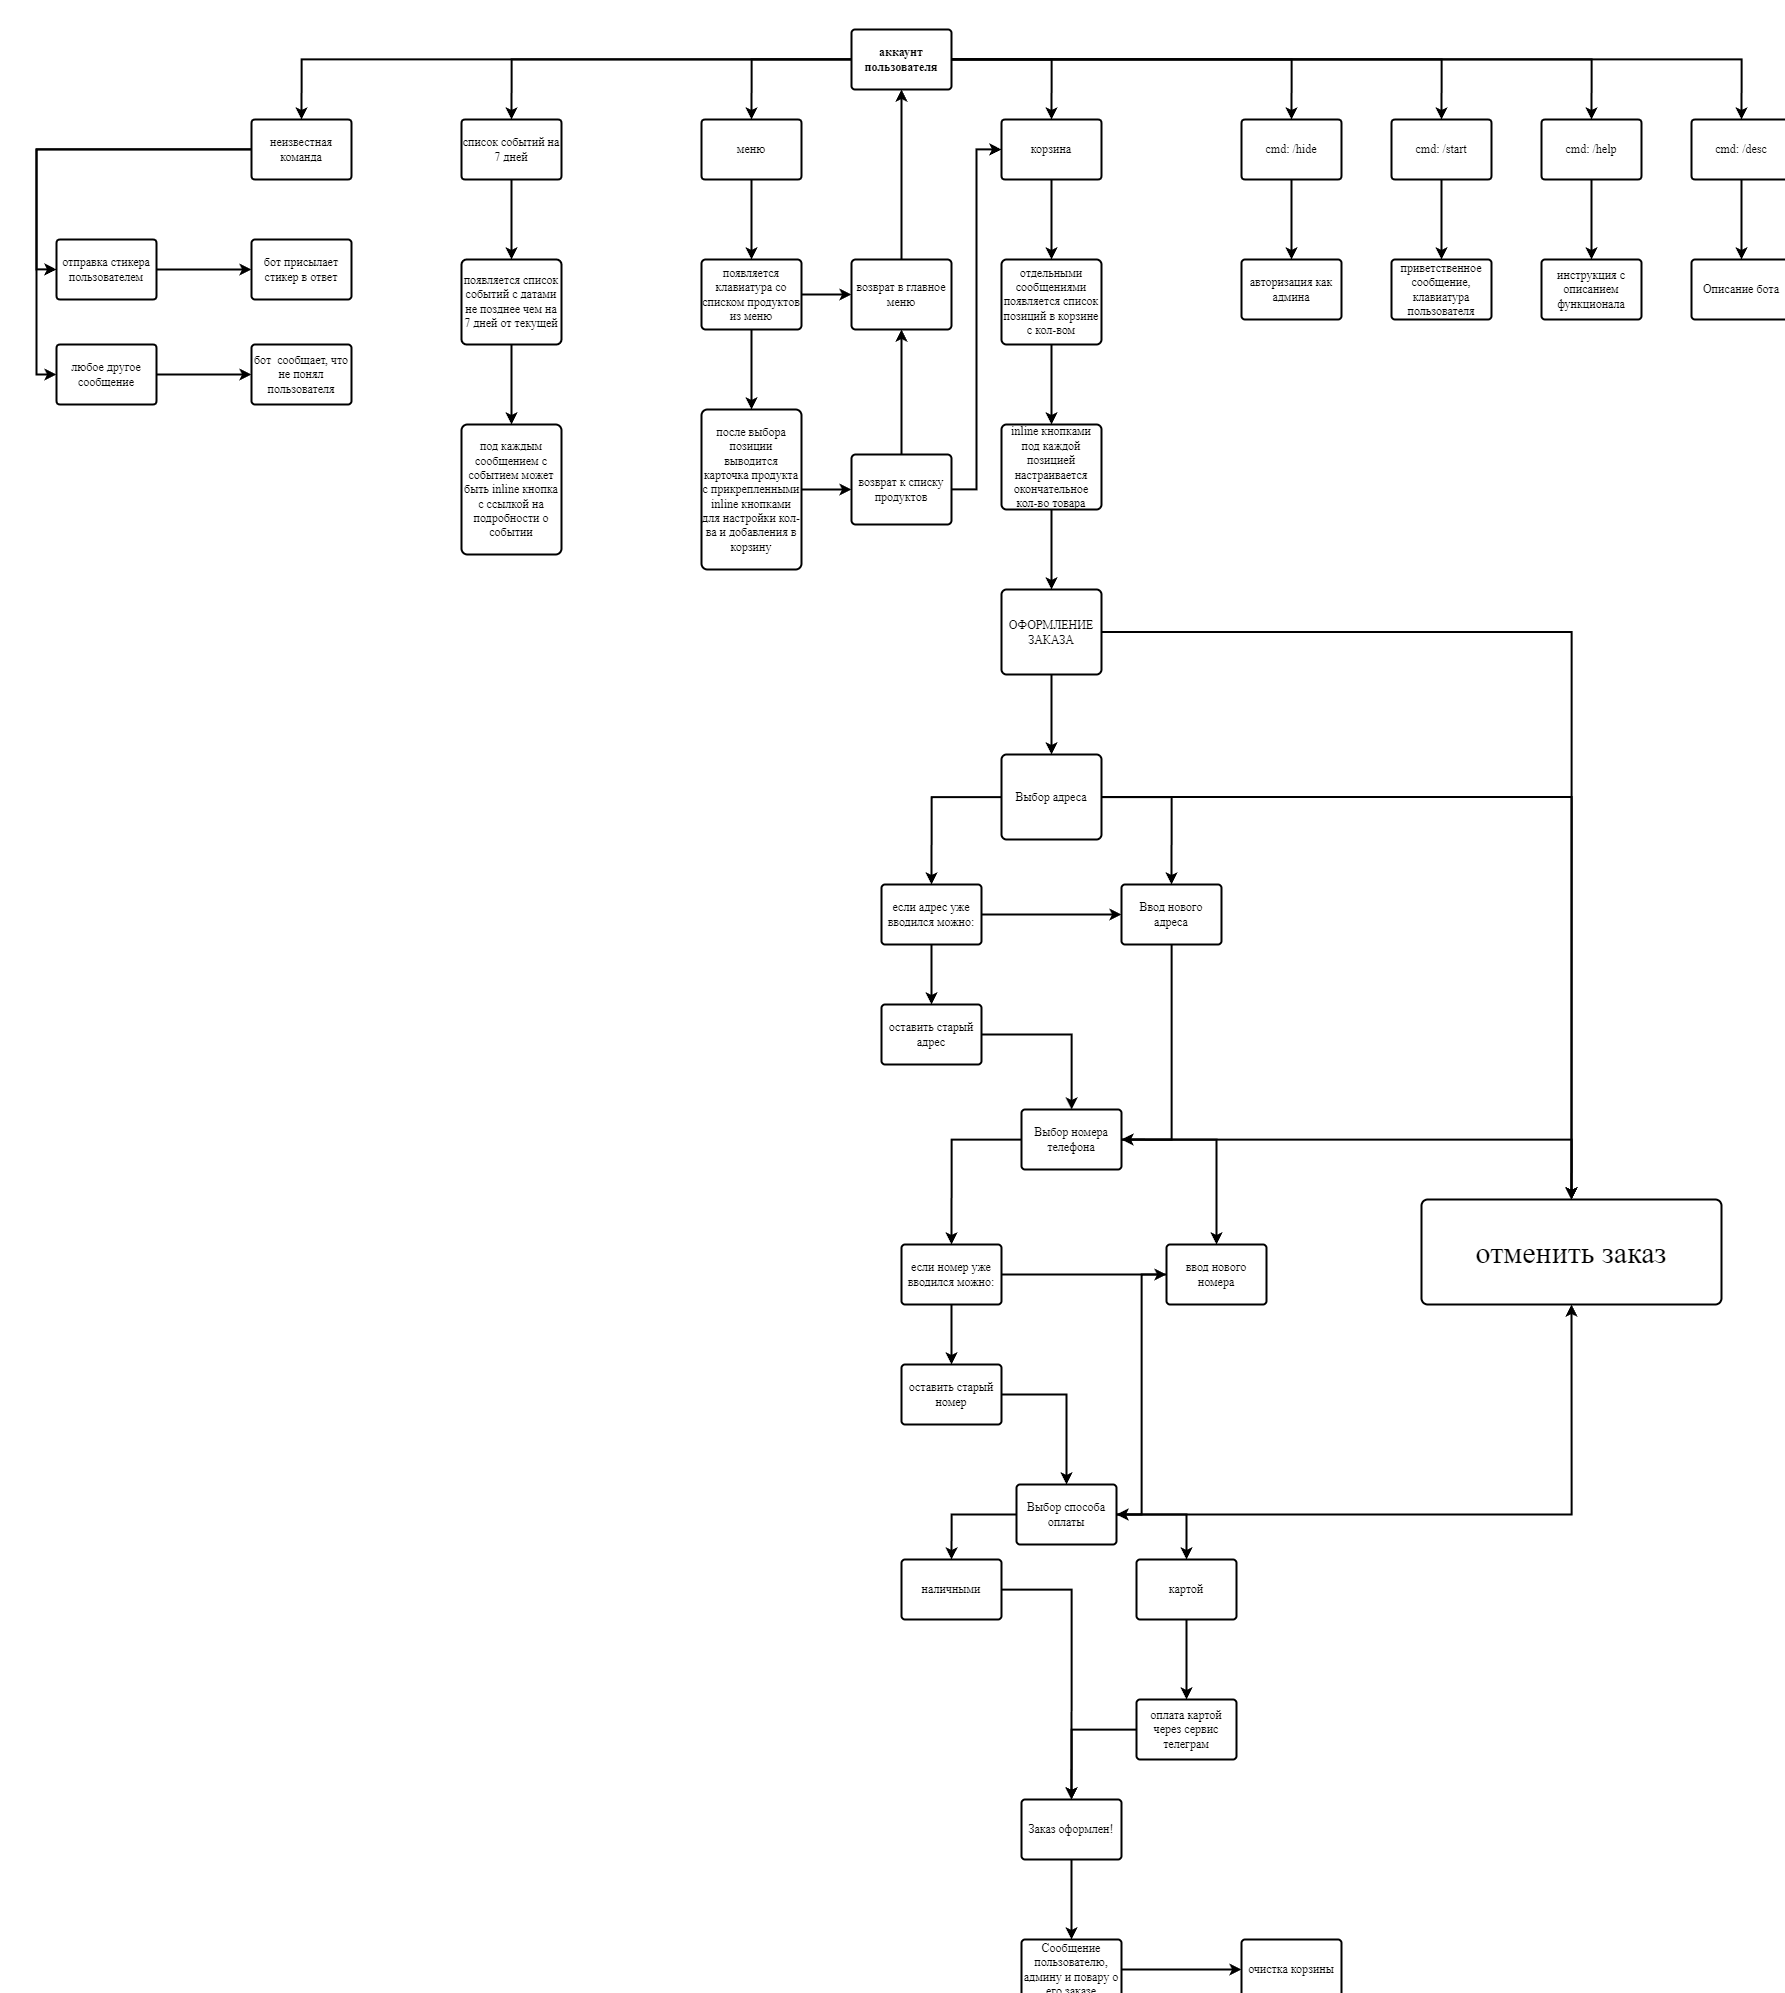 аккаунт
пользователя
неизвестная
команда
список событий на
7 дней
меню
корзина
cmd: /hide
cmd: /start
cmd: /help
cmd: /desc
отправка стикера
пользователем
бот присылает
стикер в ответ
появляется список
событий с датами
не позднее чем на
7 дней от текущей
появляется
клавиатура со
списком продуктов
из меню
возврат в главное
меню
отдельными
сообщениями
появляется список
позиций в корзине
с кол-вом
авторизация как
админа
приветственное
сообщение,
клавиатура
пользователя
инструкция с
описанием
функционала
Описание бота
любое другое
сообщение
бот сообщает, что
не понял
пользователя
под каждым
сообщением с
событием может
быть inline кнопка
с ссылкой на
подробности о
событии
после выбора
позиции
выводится
карточка продукта
с прикрепленными
inline кнопками
для настройки кол-
ва и добавления в
корзину
возврат к списку
продуктов
inline кнопками
под каждой
позицией
настраивается
окончательное
кол-во товара
ОФОРМЛЕНИЕ
ЗАКАЗА
Выбор адреса
если адрес уже
вводился можно:
Ввод нового
адреса
оставить старый
адрес
Выбор номера
телефона
отменить заказ
если номер уже
вводился можно:
ввод нового
номера
оставить старый
номер
Выбор способа
оплаты
наличными
картой
оплата картой
через сервис
телеграм
Заказ оформлен!
Сообщение
пользователю,
админу и повару о
его заказе
очистка корзины